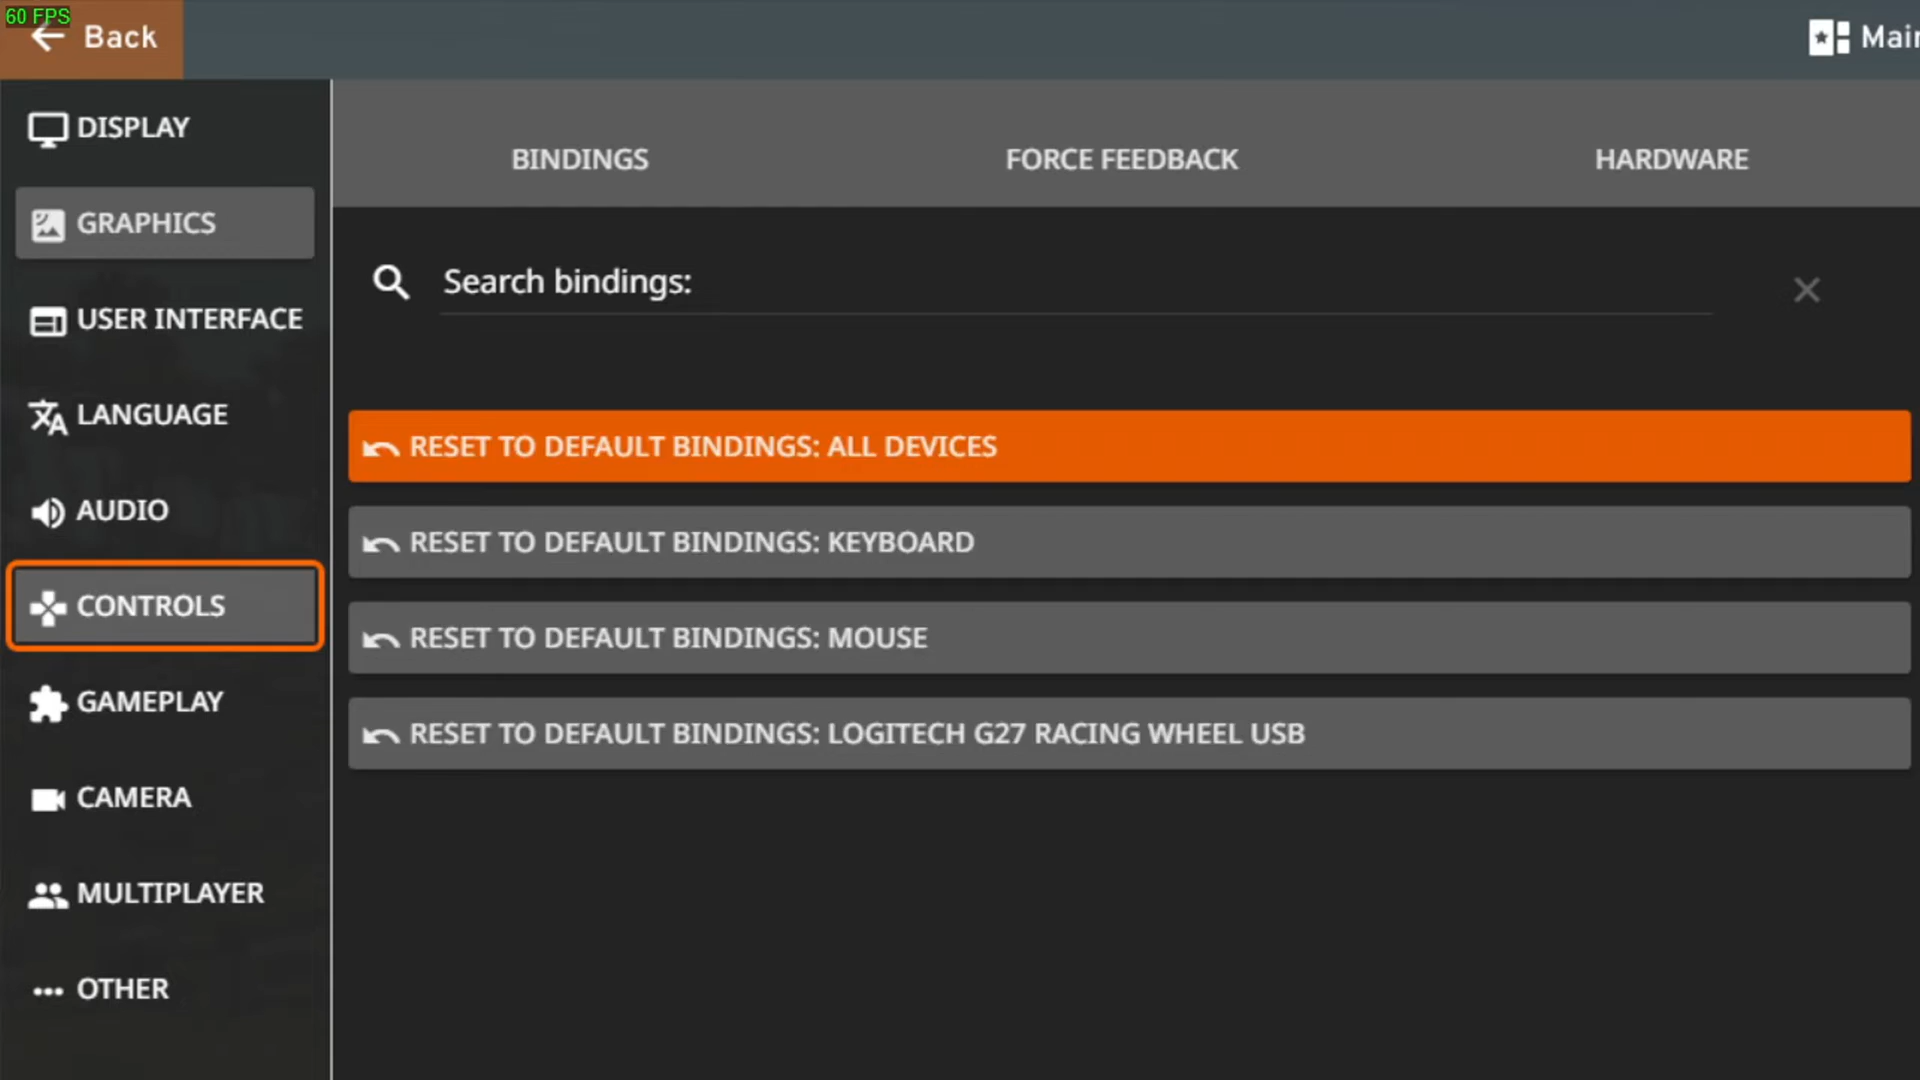 60 FPS
Back
DISPLAY
GRAPHICS
USER INTERFACE
LANGUAGE
AUDIO
CONTROLS
GAMEPLAY
CAMERA
MULTIPLAYER
OTHER
BINDINGS
FORCE FEEDBACK
HARDWARE
Search bindings:
RESET TO DEFAULT BINDINGS: ALL DEVICES
RESET TO DEFAULT BINDINGS: KEYBOARD
RESET TO DEFAULT BINDINGS: MOUSE
RESET TO DEFAULT BINDINGS: LOGITECH G27 RACING WHEEL USB